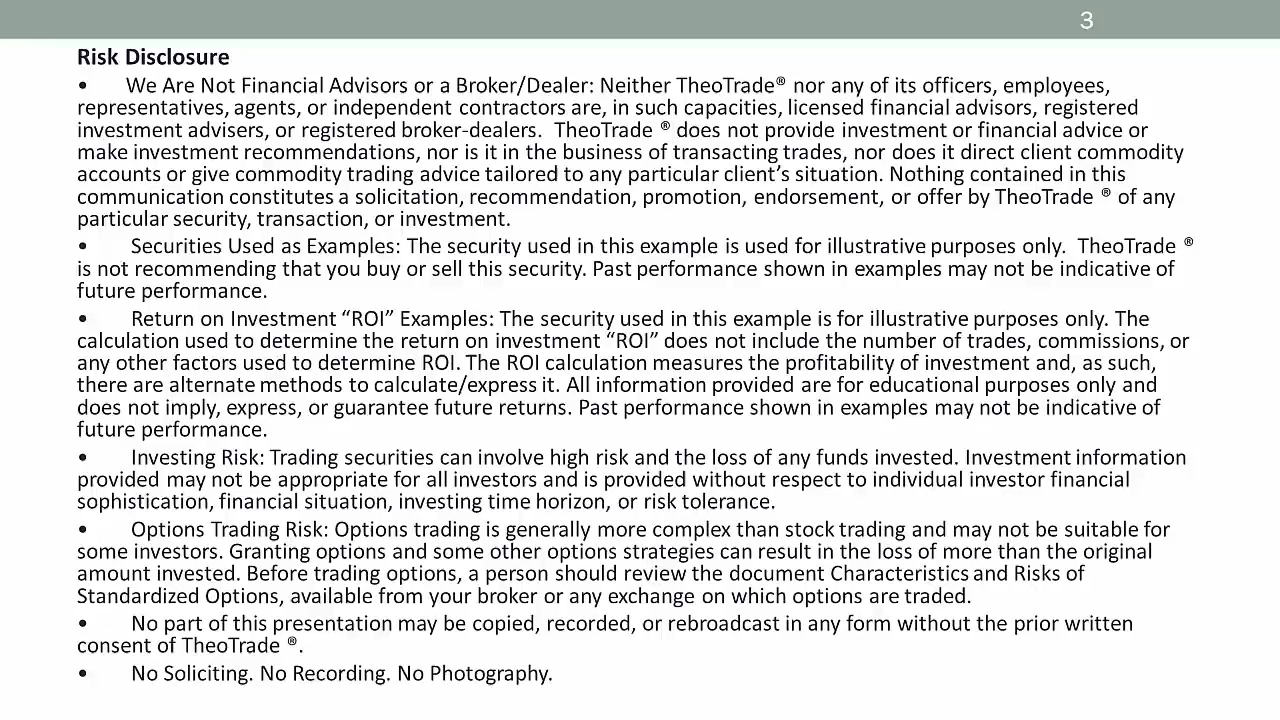 3
Risk Disclosure
• We Are Not Financial Advisors or a Broker/Dealer: Neither TheoTrade® nor any of its officers, employees,
representatives, agents, or independent contractors are, in such capacities, licensed financial advisors, registered
investment advisers, or registered broker-dealers. TheoTrade ® does not provide investment or financial advice or
make investment recommendations, nor is it in the business of transacting trades, nor does it direct client commodity
accounts or give commodity trading advice tailored to any particular client’s situation. Nothing contained in this
communication constitutes a solicitation, recommendation, promotion, endorsement, or offer by TheoTrade ® of any
particular security, transaction, or investment.
• Securities Used as Examples: The security used in this example is used for illustrative purposes only. TheoTrade ®
is not recommending that you buy or sell this security. Past performance shown in examples may not be indicative of
future performance.
• Return on Investment “ROI” Examples: The security used in this example is for illustrative purposes only. The
calculation used to determine the return on investment “ROI” does not include the number of trades, commissions, or
any other factors used to determine ROI. The ROI calculation measures the profitability of investment and, as such,
there are alternate methods to calculate/express it. All information provided are for educational purposes only and
does not imply, express, or guarantee future returns. Past performance shown in examples may not be indicative of
future performance.
• Investing Risk: Trading securities can involve high risk and the loss of any funds invested. Investment information
provided may not be appropriate for all investors and is provided without respect to individual investor financial
sophistication, financial situation, investing time horizon, or risk tolerance.
• Options Trading Risk: Options trading is generally more complex than stock trading and may not be suitable for
some investors. Granting options and some other options strategies can result in the loss of more than the original
amount invested. Before trading options, a person should review the document Characteristics and Risks of
Standardized Options, available from your broker or any exchange on which options are traded.
• No part of this presentation may be copied, recorded, or rebroadcast in any form without the prior written
consent of TheoTrade ®.
• No Soliciting. No Recording. No Photography.